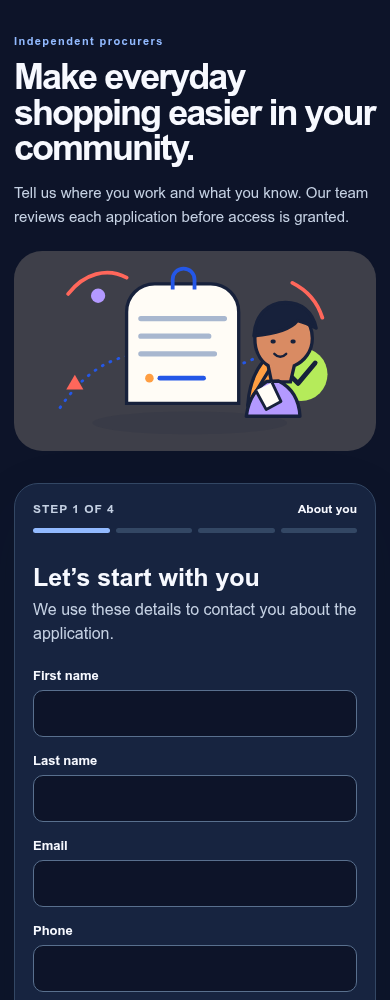 Independent procurers
Make everyday
shopping easier in your
community.
Tell us where you work and what you know. Our team
reviews each application before access is granted.
STEP 1 OF 4
About you
Let’s start with you
We use these details to contact you about the
application.
First name
Last name
Email
Phone